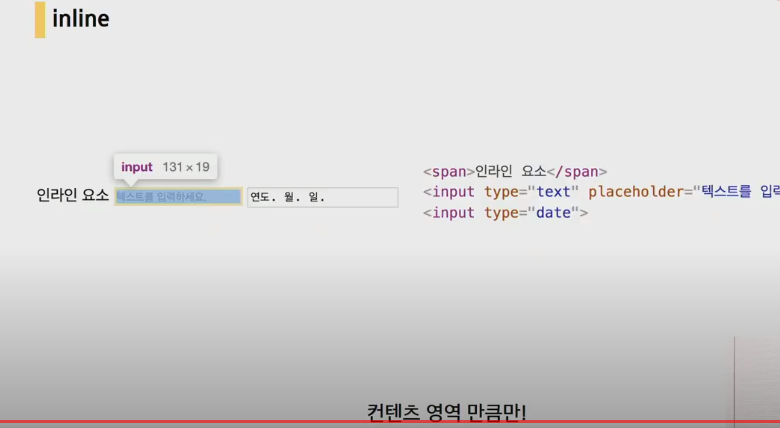 inline
input 131 × 19
인라인 요소 텍스트를 입력하세요. 연도. 월. 일.
<span>인라인 요소</span>
<input type="text" placeholder="텍스트를 입력
<input type="date">
컨텐츠 영역 만큼만!